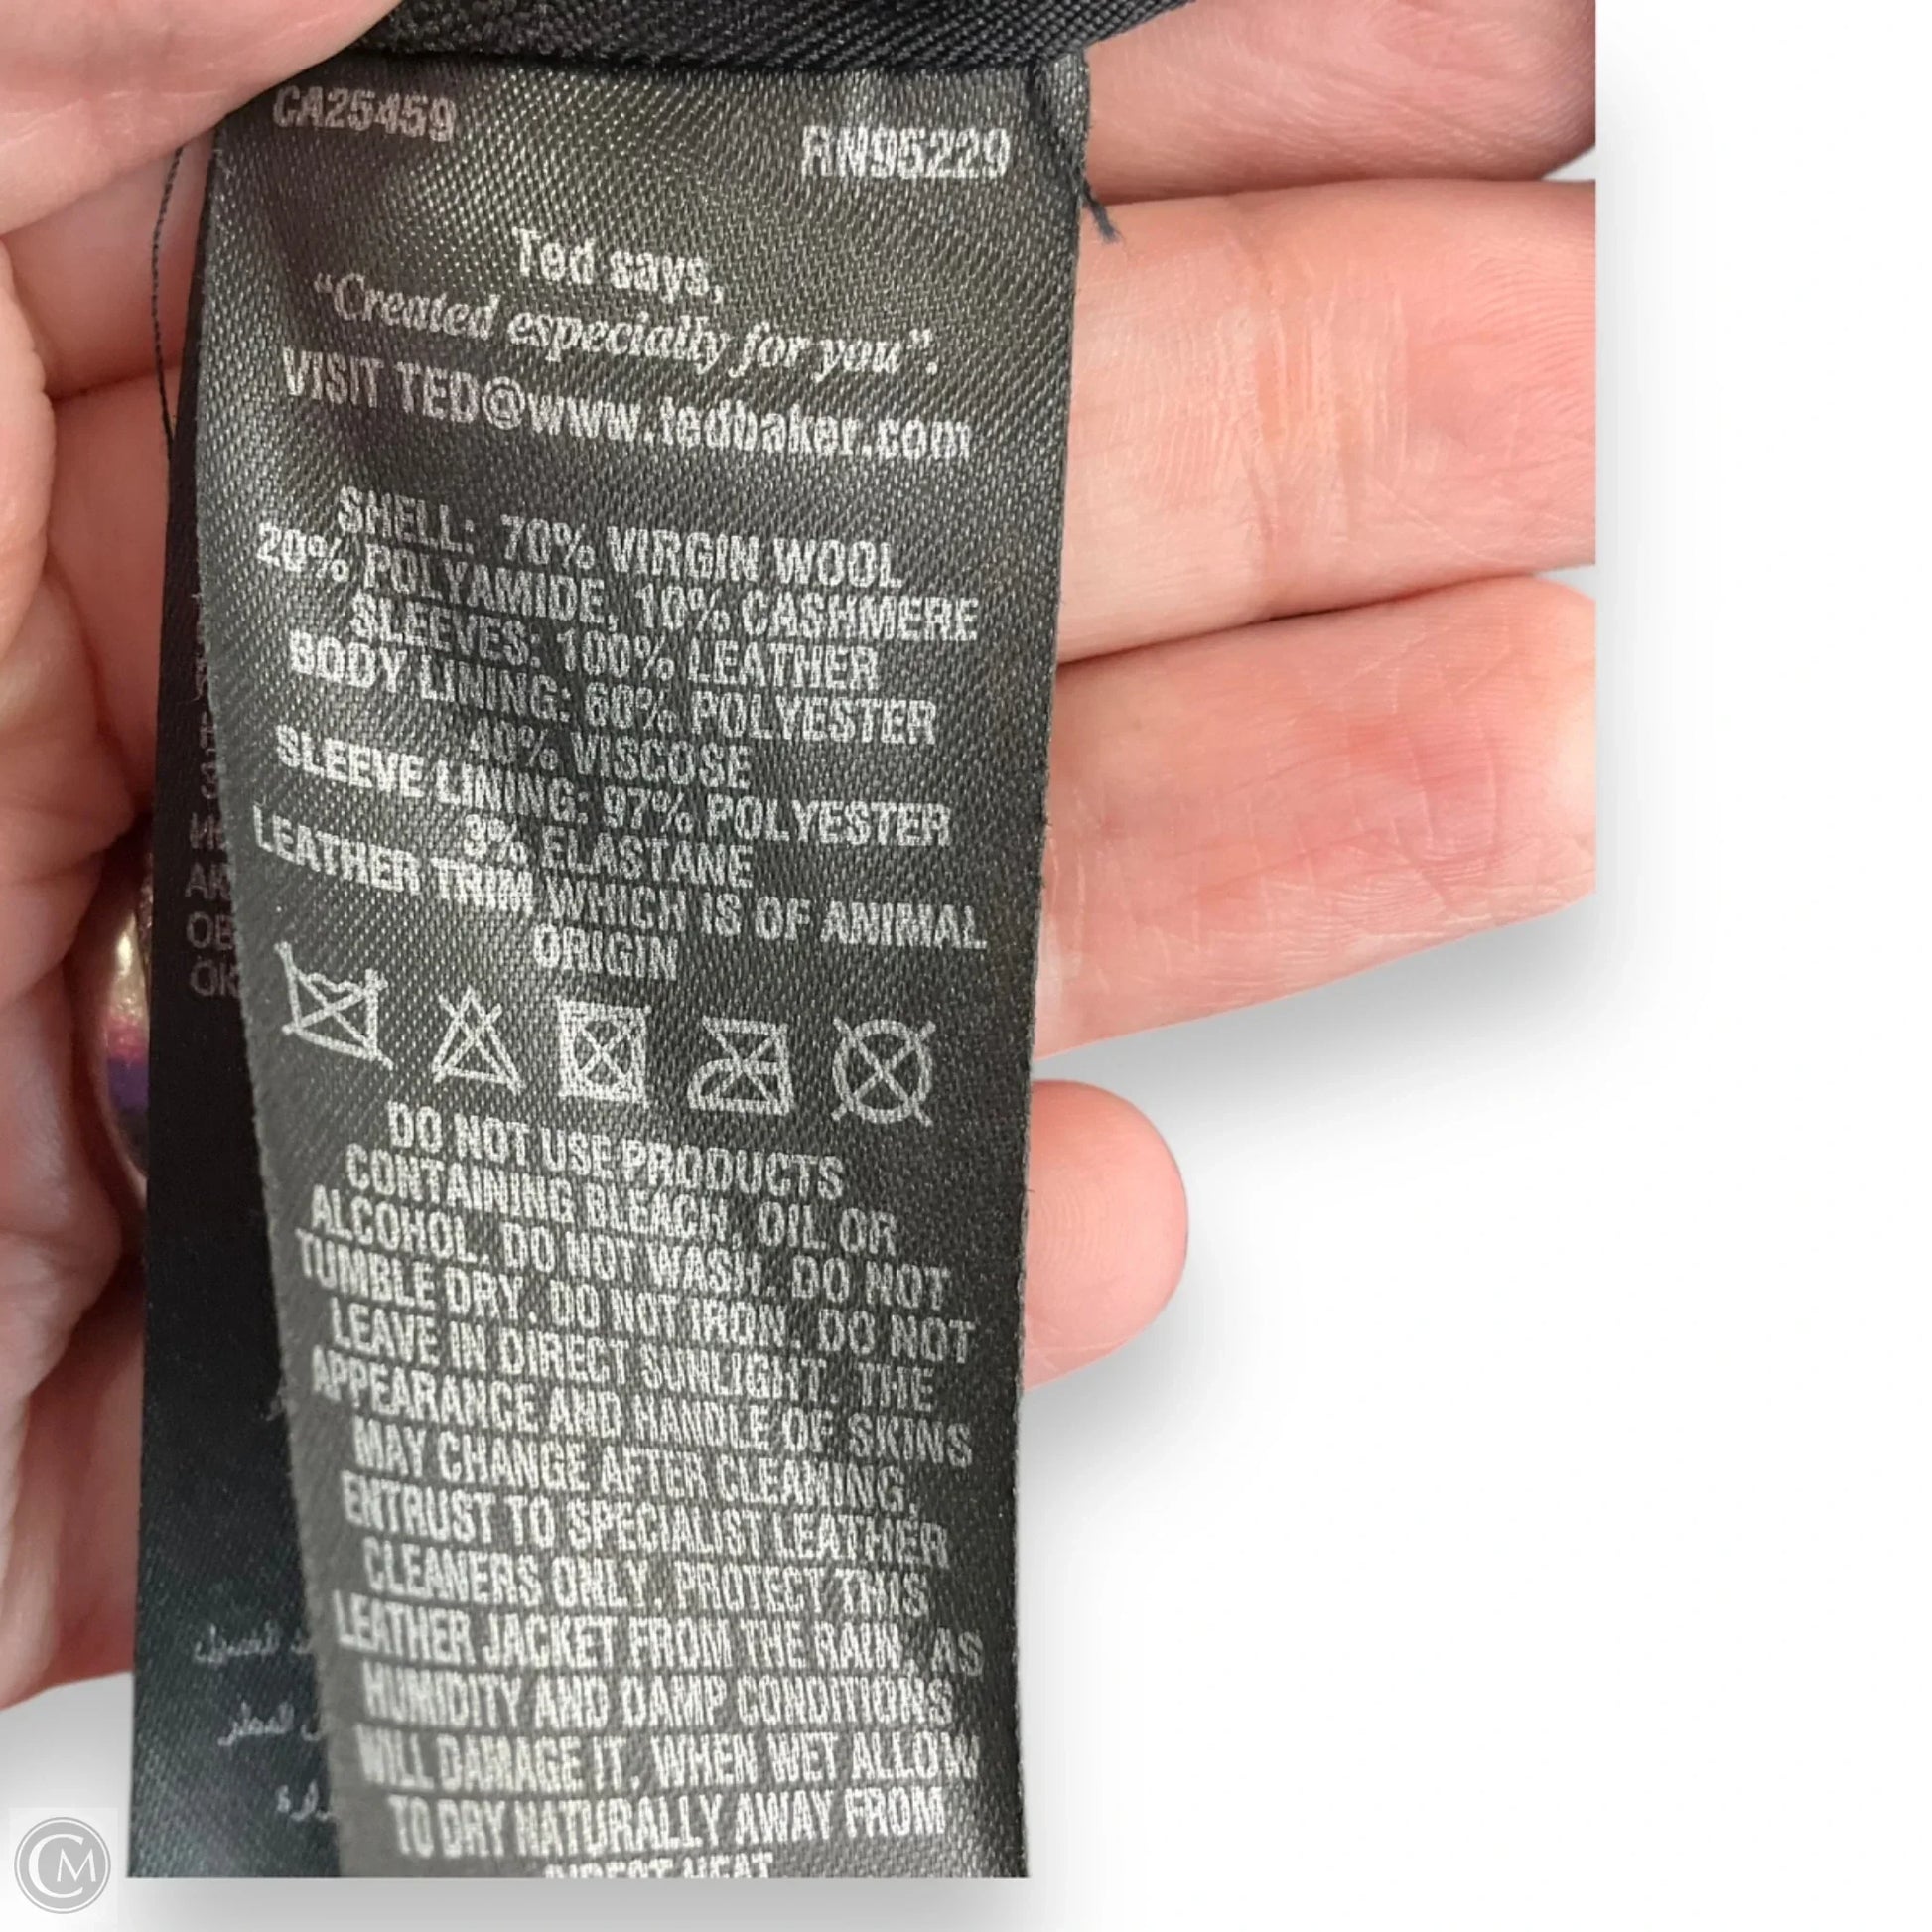 CA25459
RN95229
Ted says,
"Created especially for you".
VISIT TED@www.tedbaker.com
SHELL: 70% VIRGIN WOOL
20% POLYAMIDE, 10% CASHMERE
SLEEVES: 100% LEATHER
BODY LINING: 60% POLYESTER
40% VISCOSE
SLEEVE LINING: 97% POLYESTER
3% ELASTANE
LEATHER TRIM WHICH IS OF ANIMAL
ORIGIN
DO NOT USE PRODUCTS
CONTAINING BLEACH, OIL OR
ALCOHOL. DO NOT WASH. DO NOT
TUMBLE DRY. DO NOT IRON. DO NOT
LEAVE IN DIRECT SUNLIGHT. THE
APPEARANCE AND HANDLE OF SKINS
MAY CHANGE AFTER CLEANING.
ENTRUST TO SPECIALIST LEATHER
CLEANERS ONLY. PROTECT THIS
LEATHER JACKET FROM THE RAIN, AS
HUMIDITY AND DAMP CONDITIONS
WILL DAMAGE IT. WHEN WET ALLOW
TO DRY NATURALLY AWAY FROM
DIRECT HEAT
CM